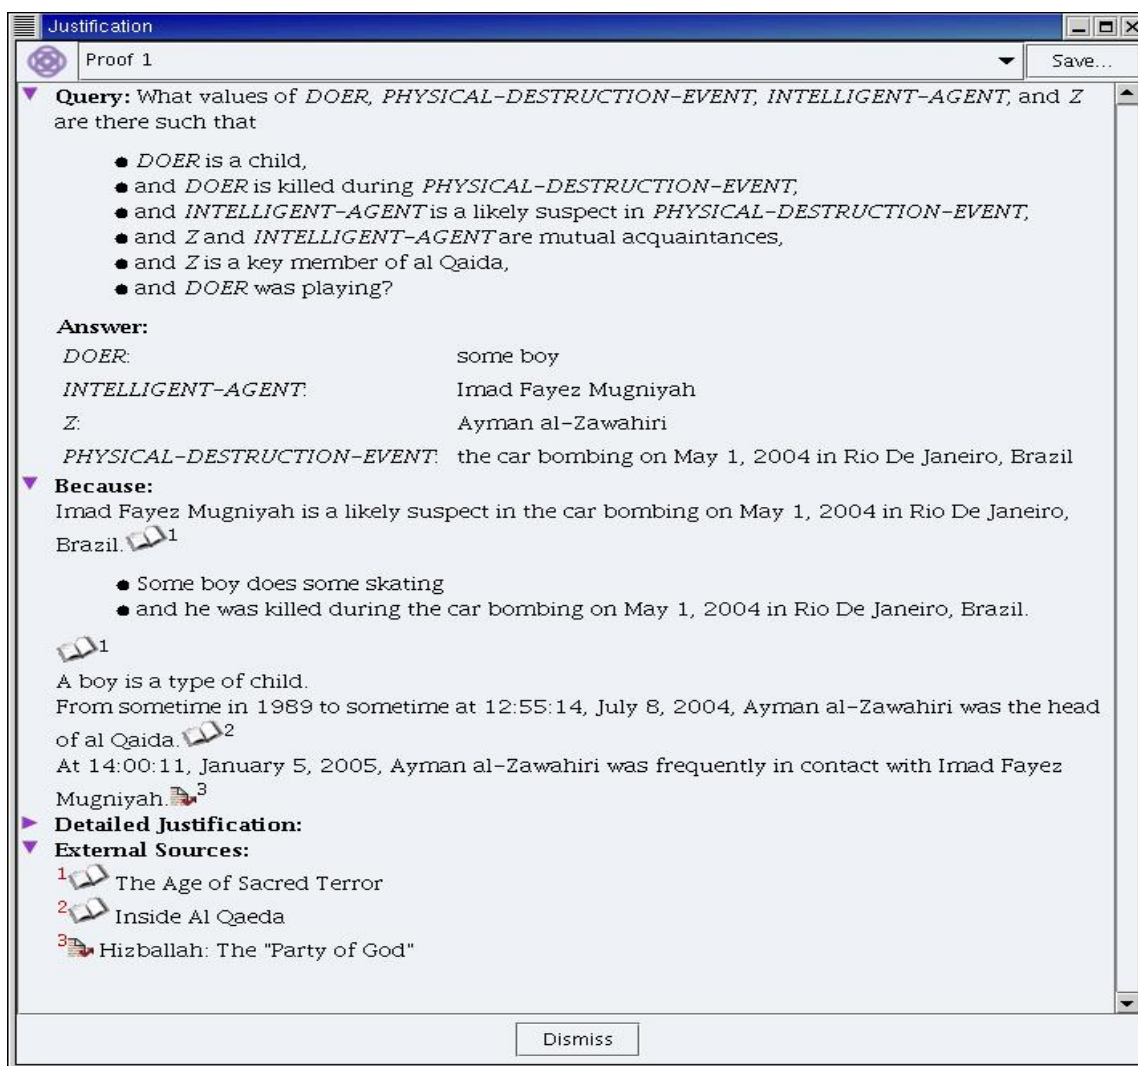 Justification
Proof 1
Save...
Query: What values of DOER, PHYSICAL-DESTRUCTION-EVENT, INTELLIGENT-AGENT, and Z
are there such that
● DOER is a child,
● and DOER is killed during PHYSICAL-DESTRUCTION-EVENT,
● and INTELLIGENT-AGENT is a likely suspect in PHYSICAL-DESTRUCTION-EVENT,
● and Z and INTELLIGENT-AGENT are mutual acquaintances,
● and Z is a key member of al Qaida,
● and DOER was playing?
Answer:
DOER: some boy
INTELLIGENT-AGENT: Imad Fayez Mugniyah
Z: Ayman al-Zawahiri
PHYSICAL-DESTRUCTION-EVENT: the car bombing on May 1, 2004 in Rio De Janeiro, Brazil
Because:
Imad Fayez Mugniyah is a likely suspect in the car bombing on May 1, 2004 in Rio De Janeiro,
Brazil. 1
● Some boy does some skating
● and he was killed during the car bombing on May 1, 2004 in Rio De Janeiro, Brazil.
1
A boy is a type of child.
From sometime in 1989 to sometime at 12:55:14, July 8, 2004, Ayman al-Zawahiri was the head
of al Qaida. 2
At 14:00:11, January 5, 2005, Ayman al-Zawahiri was frequently in contact with Imad Fayez
Mugniyah. 3
Detailed Justification:
External Sources:
1 The Age of Sacred Terror
2 Inside Al Qaeda
3 Hizballah: The "Party of God"
Dismiss